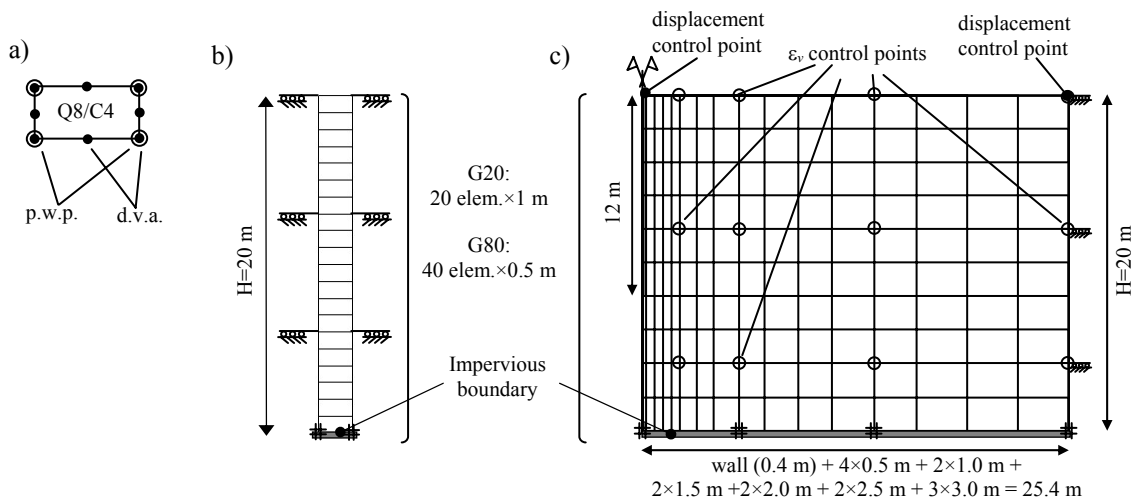 a)
Q8/C4
p.w.p.
d.v.a.
b)
H=20 m
G20:
20 elem.×1 m
G80:
40 elem.×0.5 m
Impervious
boundary
c)
displacement
control point
εv control points
displacement
control point
12 m
H=20 m
wall (0.4 m) + 4×0.5 m + 2×1.0 m +
2×1.5 m +2×2.0 m + 2×2.5 m + 3×3.0 m = 25.4 m